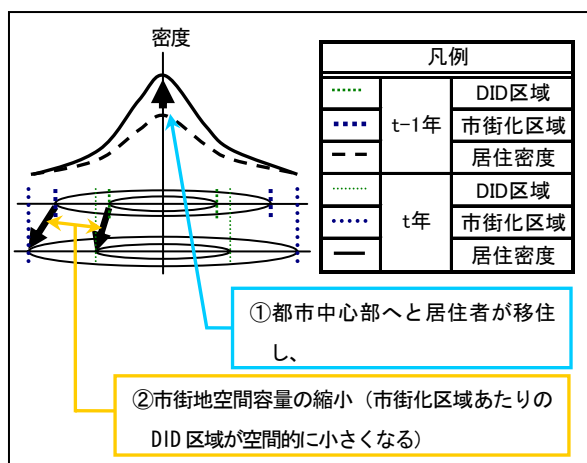 密度
凡例
t-1年
DID区域
市街化区域
居住密度
t年
DID区域
市街化区域
居住密度
①都市中心部へと居住者が移住
し、
②市街地空間容量の縮小（市街化区域あたりの
DID区域が空間的に小さくなる）